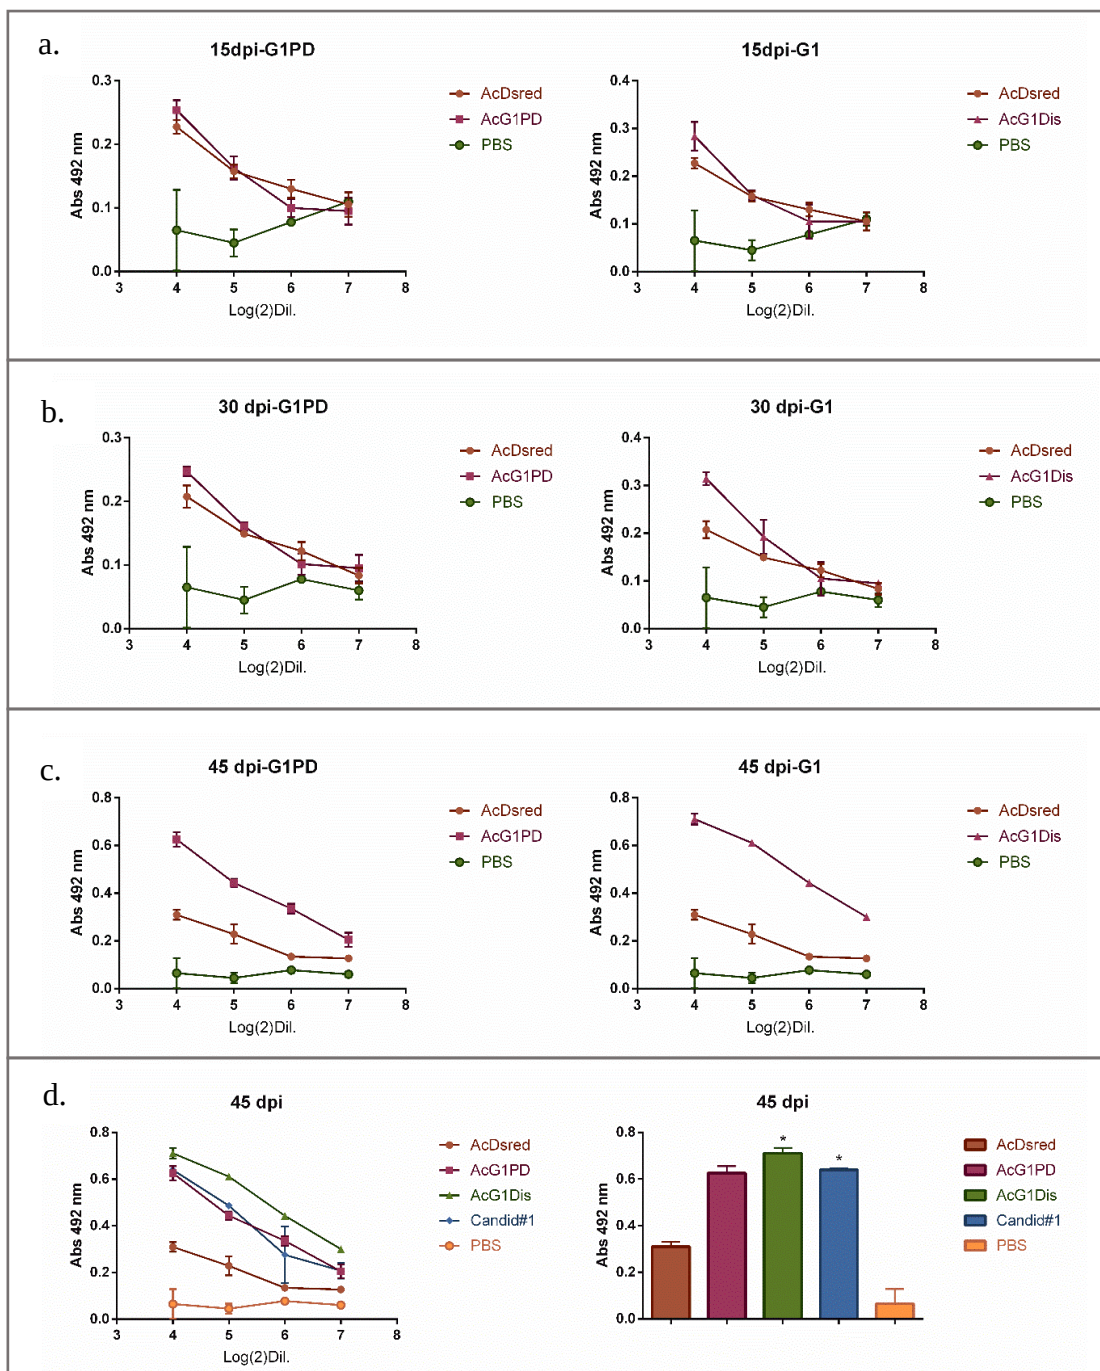 a.
15dpi-G1PD
0.3
0.2
0.1
0.0
Abs 492 nm
3 4 5 6 7 8
Log(2)Dil.
AcDsred
AcG1PD
PBS
15dpi-G1
0.4
0.3
0.2
0.1
0.0
Abs 492 nm
3 4 5 6 7 8
Log(2)Dil.
AcDsred
AcG1Dis
PBS
b.
30 dpi-G1PD
0.3
0.2
0.1
0.0
Abs 492 nm
3 4 5 6 7 8
Log(2)Dil.
AcDsred
AcG1PD
PBS
30 dpi-G1
0.4
0.3
0.2
0.1
0.0
Abs 492 nm
3 4 5 6 7 8
Log(2)Dil.
AcDsred
AcG1Dis
PBS
c.
45 dpi-G1PD
0.8
0.6
0.4
0.2
0.0
Abs 492 nm
3 4 5 6 7 8
Log(2)Dil.
AcDsred
AcG1PD
PBS
45 dpi-G1
0.8
0.6
0.4
0.2
0.0
Abs 492 nm
3 4 5 6 7 8
Log(2)Dil.
AcDsred
AcG1Dis
PBS
d.
45 dpi
0.8
0.6
0.4
0.2
0.0
Abs 492 nm
3 4 5 6 7 8
Log(2)Dil.
AcDsred
AcG1PD
AcG1Dis
Candid#1
PBS
45 dpi
0.8
0.6
0.4
0.2
0.0
Abs 492 nm
* *
AcDsred
AcG1PD
AcG1Dis
Candid#1
PBS